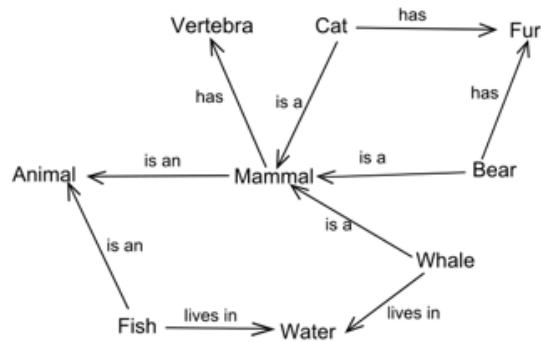 Vertebra
Cat
has
Fur
has
is a
has
Animal
is an
Mammal
is a
Bear
is an
is a
Whale
Fish
lives in
Water
lives in